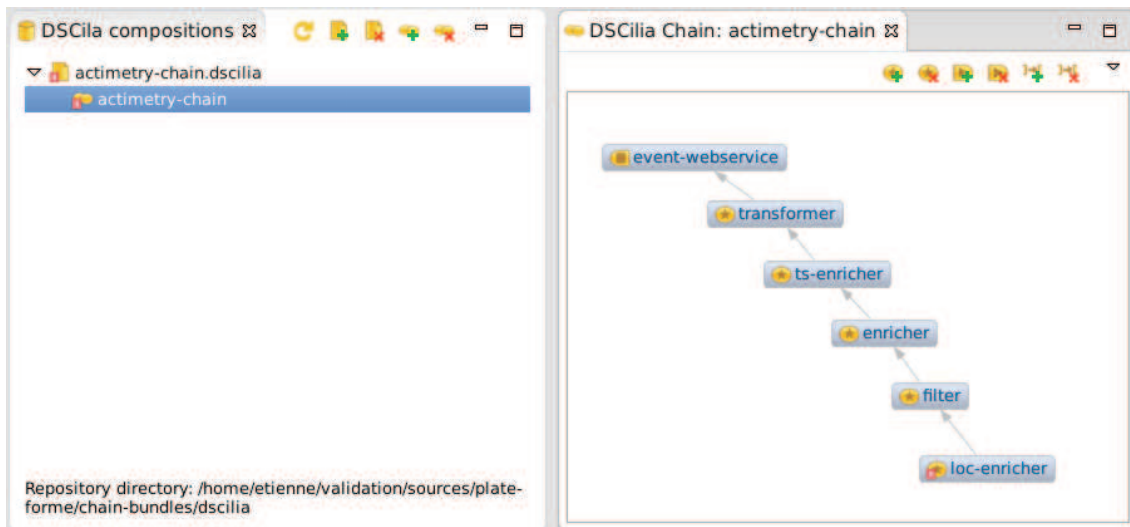 DSCila compositions
actimetry-chain.dscilia
actimetry-chain
Repository directory: /home/etienne/validation/sources/plate-
forme/chain-bundles/dscilia
DSCilia Chain: actimetry-chain
event-webservice
transformer
ts-enricher
enricher
filter
loc-enricher